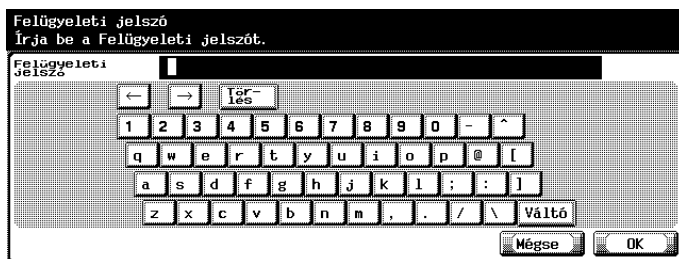 Felügyeleti jelszó
Írja be a Felügyeleti jelszót.
Felügyeleti
jelszó
← → Tör-
lés
1 2 3 4 5 6 7 8 9 0 - ^
q w e r t y u i o p @ [
a s d f g h j k l ; : ]
z x c v b n m , . / \ Váltó
Mégse OK